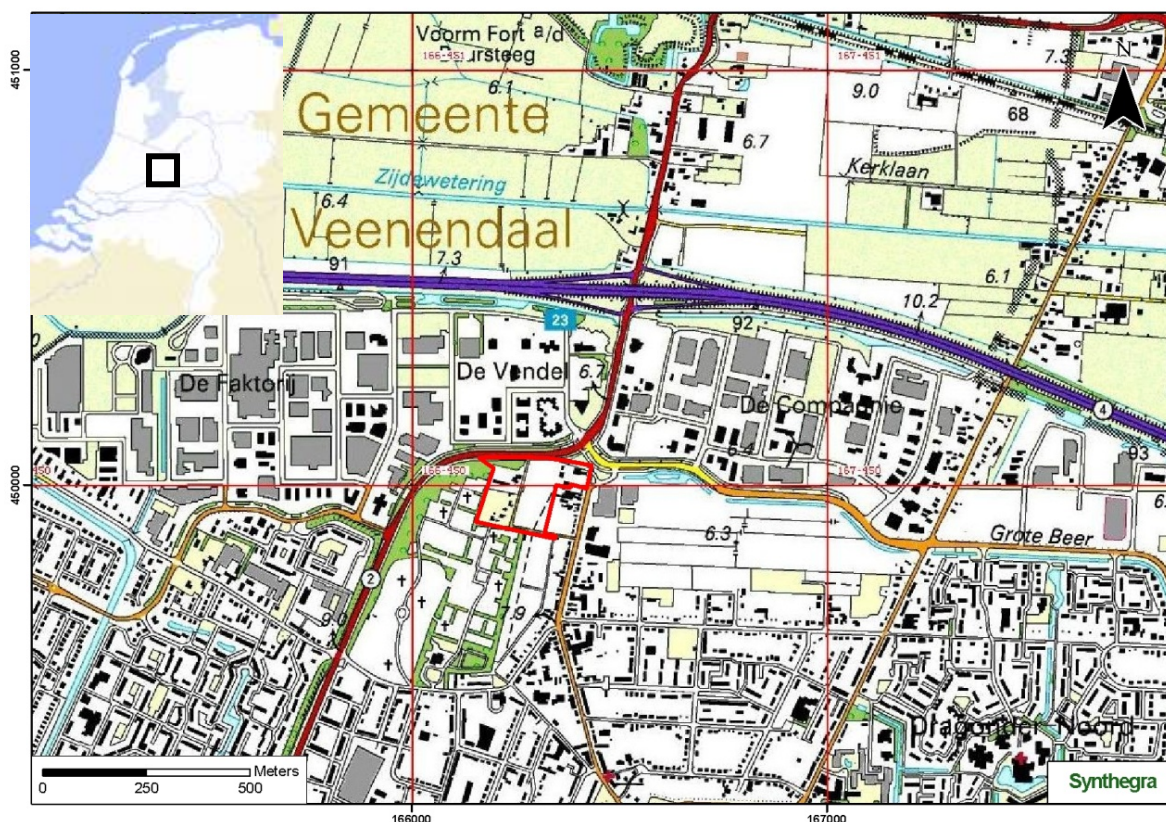 Voorm Fort a/d
ursteeg
166-451
167-451
451000
N
7.3
6.1
9.0
68
Gemeente
6.7
Kerklaan
Zijdewetering
6.4
Veenendaal
6.1
91
7.3
10.2
23
92
De Faktorij
De Vendel
6.7
De Compagnie
4
6.4
93
166-450
167-450
450000
6.3
Grote Beer
2
7.9
9.0
Dragonder-Noord
0 250 500 Meters
Synthegra
166000
167000